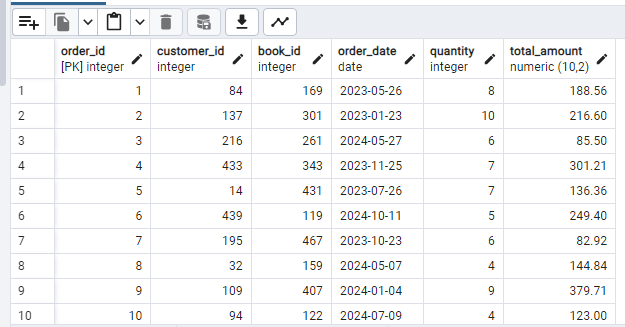 order_id customer_id book_id order_date quantity total_amount
[PK] integer integer integer date integer numeric (10,2)
1 1 84 169 2023-05-26 8 188.56
2 2 137 301 2023-01-23 10 216.60
3 3 216 261 2024-05-27 6 85.50
4 4 433 343 2023-11-25 7 301.21
5 5 14 431 2023-07-26 7 136.36
6 6 439 119 2024-10-11 5 249.40
7 7 195 467 2023-10-23 6 82.92
8 8 32 159 2024-05-07 4 144.84
9 9 109 407 2024-01-04 9 379.71
10 10 94 122 2024-07-09 4 123.00